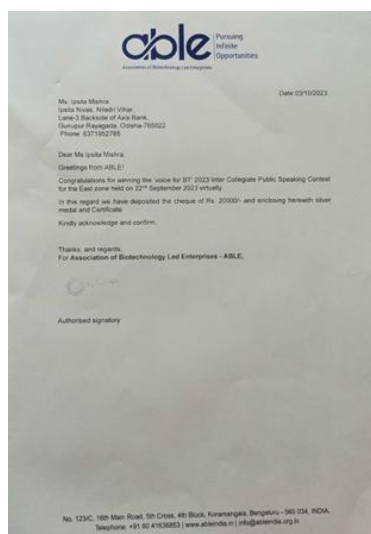 able
Pursuing
Infinite
Opportunities
Association of Biotechnology Led Enterprises
Date 03/10/2023
Ms. Ipsita Mishra
Ipsita Nivas, Niladri Vihar,
Lane-3 Backside of Axis Bank,
Gunupur Rayagada, Odisha-765022
Phone: 6371952785
Dear Ms Ipsita Mishra,
Greetings from ABLE!
Congratulations for winning the 'Voice for BT' 2023 Inter Collegiate Public Speaking Contest
for the East zone held on 22nd September 2023 virtually.
In this regard we have deposited the cheque of Rs. 20000/- and enclosing herewith silver
medal and Certificate.
Kindly acknowledge and confirm.
Thanks, and regards,
For Association of Biotechnology Led Enterprises - ABLE,
Authorised signatory
No. 123/C, 16th Main Road, 5th Cross, 4th Block, Koramangala, Bengaluru - 560 034, INDIA.
Telephone: +91 80 41636853 | www.ableindia.in | info@ableindia.org.in